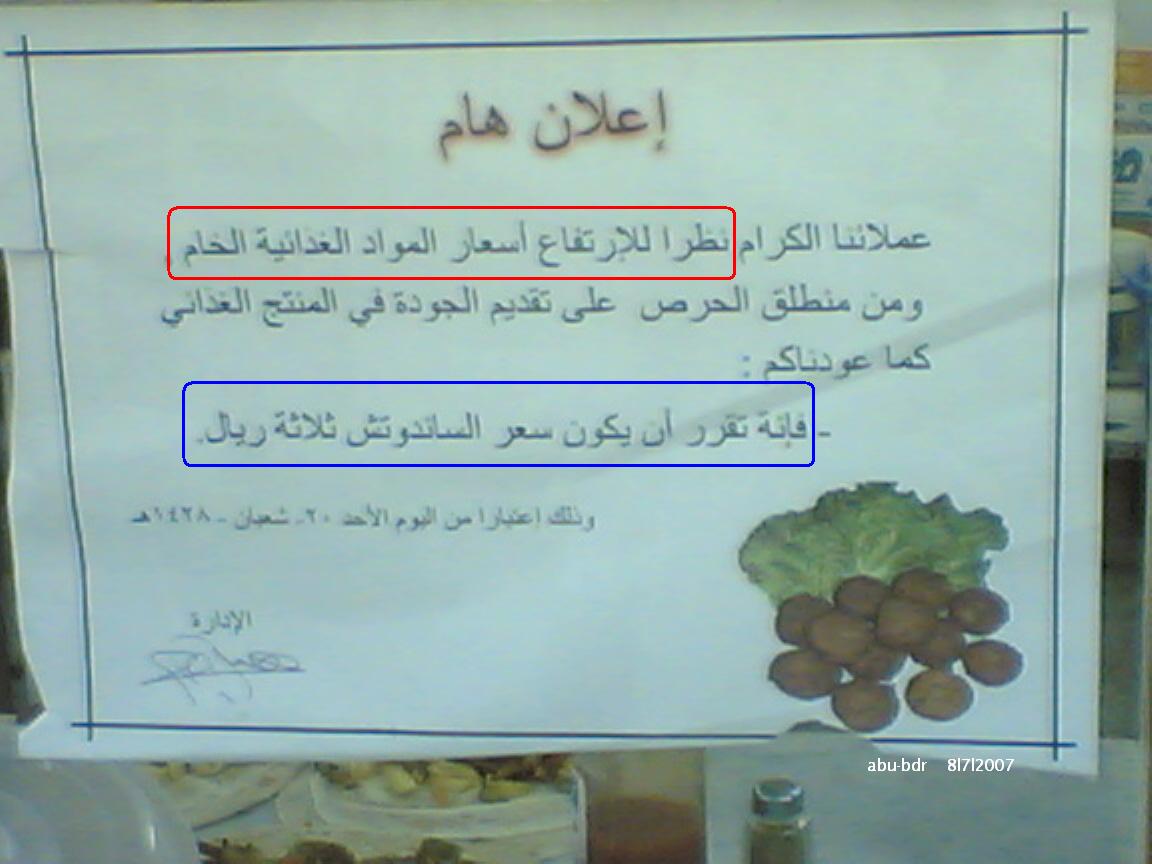 إعلان هام
عملائنا الكرام نظرا للإرتفاع أسعار المواد الغذائية الخام
ومن منطلق الحرص على تقديم الجودة في المنتج الغذائي
كما عودناكم :
- فإنة تقرر أن يكون سعر الساندوتش ثلاثة ريال.
وذلك إعتبارا من اليوم الأحد ٢٠- شعبان - ١٤٢٨هـ
الإدارة
abu-bdr 8|7|2007